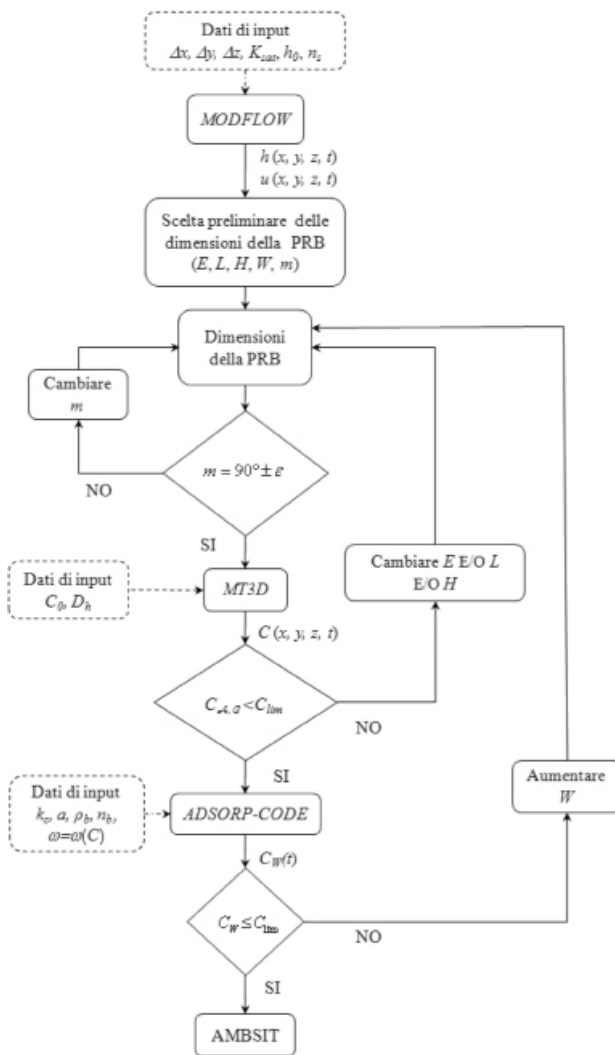 Dati di input
Δx, Δy, Δz, Ksat, h0, ns
MODFLOW
h (x, y, z, t)
u (x, y, z, t)
Scelta preliminare delle
dimensioni della PRB
(E, L, H, W, m)
Dimensioni
della PRB
Cambiare
m
m = 90° ± ε
NO
SI
Dati di input
C0, Dh
MT3D
Cambiare E E/O L
E/O H
C (x, y, z, t)
< Clim
NO
SI
Dati di input
kc, a, ρb, nb,
ω=ω(C)
ADSORP-CODE
Aumentare
W
CW(t)
CW ≤ Clim
NO
SI
AMBSIT